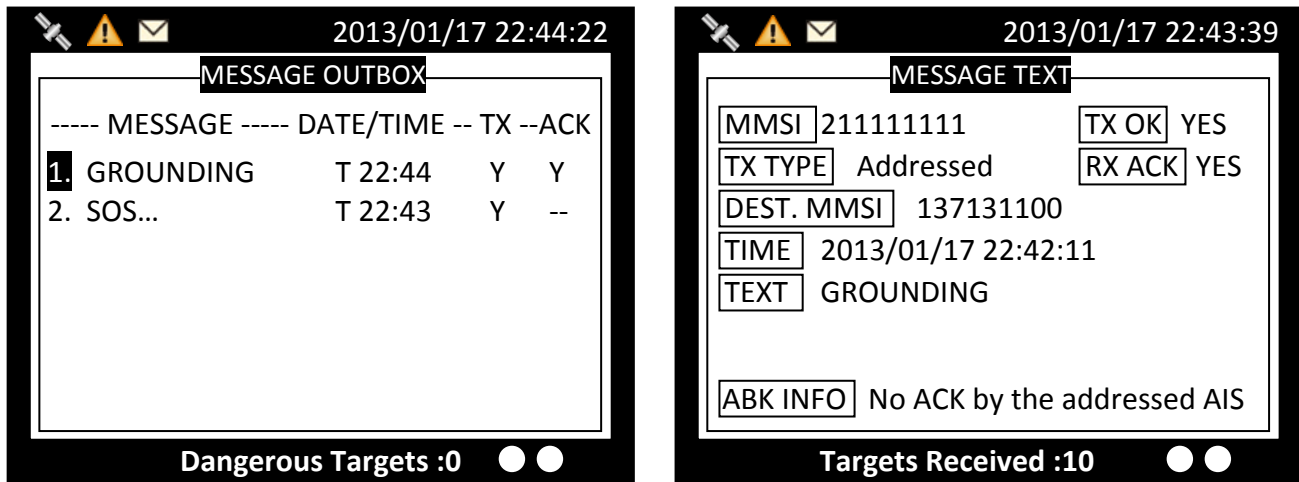 2013/01/17 22:44:22
MESSAGE OUTBOX
----- MESSAGE ----- DATE/TIME -- TX --ACK
1. GROUNDING T 22:44 Y Y
2. SOS... T 22:43 Y --
Dangerous Targets :0
2013/01/17 22:43:39
MESSAGE TEXT
MMSI 211111111 TX OK YES
TX TYPE Addressed RX ACK YES
DEST. MMSI 137131100
TIME 2013/01/17 22:42:11
TEXT GROUNDING
ABK INFO No ACK by the addressed AIS
Targets Received :10